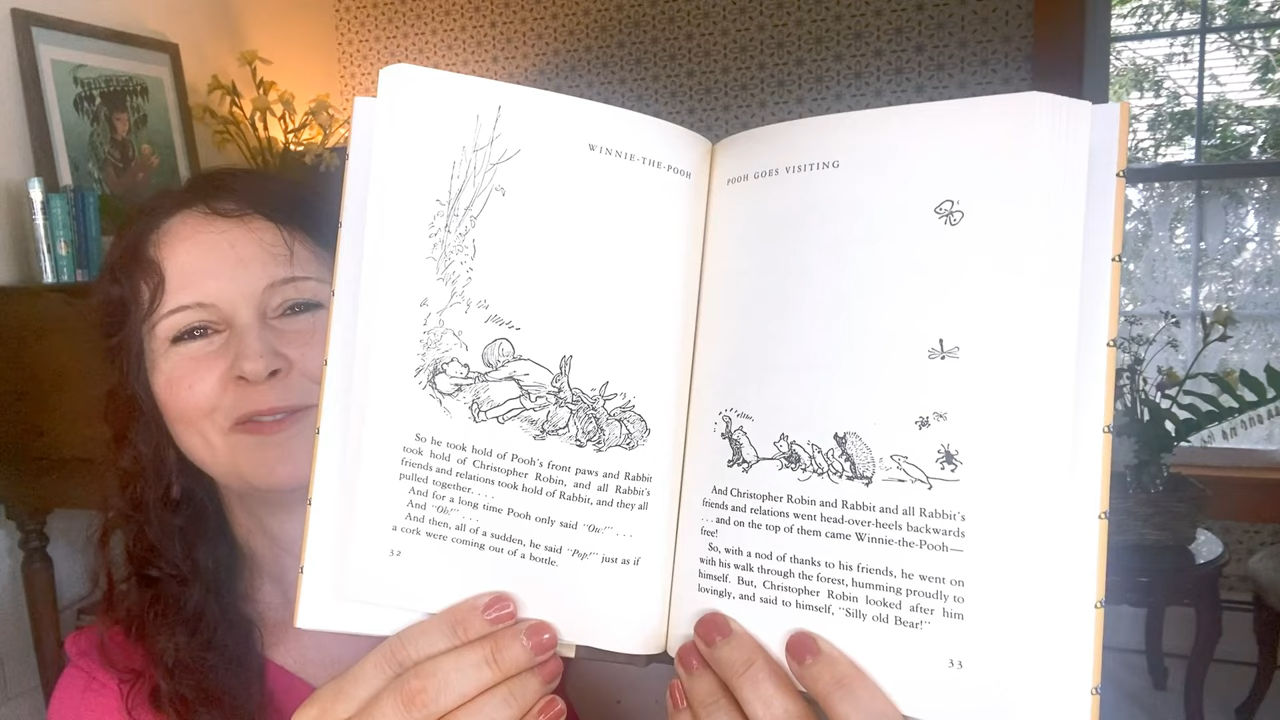 WINNIE-THE-POOH
So he took hold of Pooh's front paws and Rabbit
took hold of Christopher Robin, and all Rabbit's
friends and relations took hold of Rabbit, and they all
pulled together. . . .
And for a long time Pooh only said "Ow!" . . .
And "Oh!" . . .
And then, all of a sudden, he said "Pop!" just as if
a cork were coming out of a bottle.
32
POOH GOES VISITING
And Christopher Robin and Rabbit and all Rabbit's
friends and relations went head-over-heels backwards
. . . and on the top of them came Winnie-the-Pooh—
free!
So, with a nod of thanks to his friends, he went on
with his walk through the forest, humming proudly to
himself. But, Christopher Robin looked after him
lovingly, and said to himself, "Silly old Bear!"
33